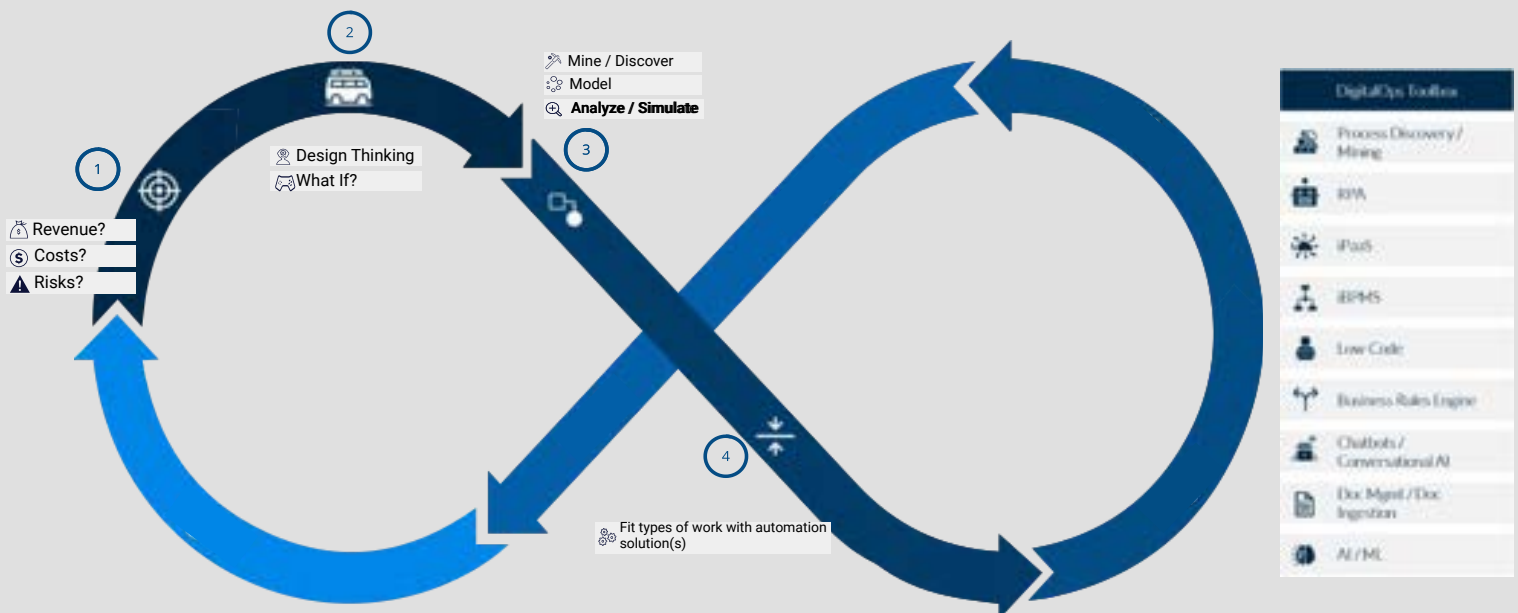 1
Revenue?
Costs?
Risks?
2
Design Thinking
What If?
Mine / Discover
Model
Analyze / Simulate
3
4
Fit types of work with automation
solution(s)
DigitalOps Toolbox
Process Discovery /
Mining
RPA
iPaaS
iBPMS
Low Code
Business Rules Engine
Chatbots /
Conversational AI
Doc Mgmt / Doc
Ingestion
AI / ML